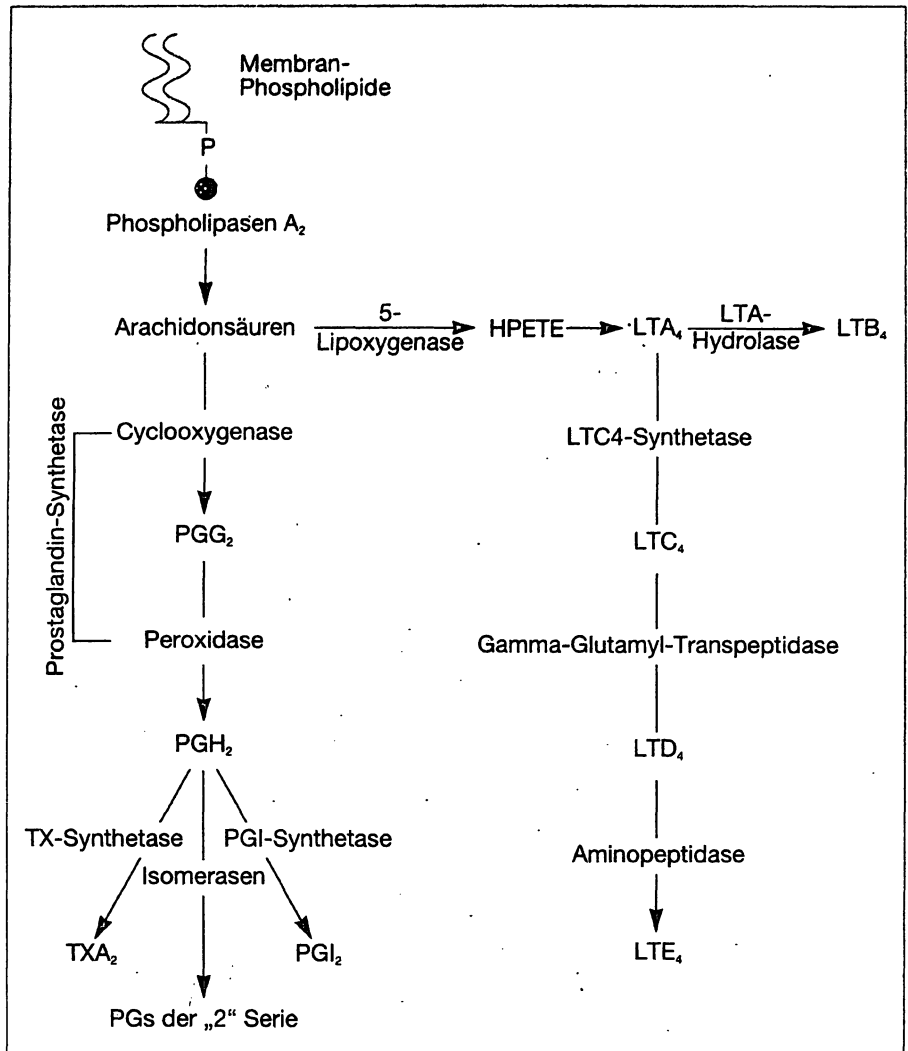 Membran-
Phospholipide
P
Phospholipasen A₂
Arachidonsäuren
5-
Lipoxygenase
HPETE
LTA₄
LTA-
Hydrolase
LTB₄
Prostaglandin-Synthetase
Cyclooxygenase
LTC4-Synthetase
PGG₂
LTC₄
Peroxidase
Gamma-Glutamyl-Transpeptidase
PGH₂
LTD₄
TX-Synthetase
PGI-Synthetase
Isomerasen
Aminopeptidase
TXA₂
PGI₂
LTE₄
PGs der „2“ Serie